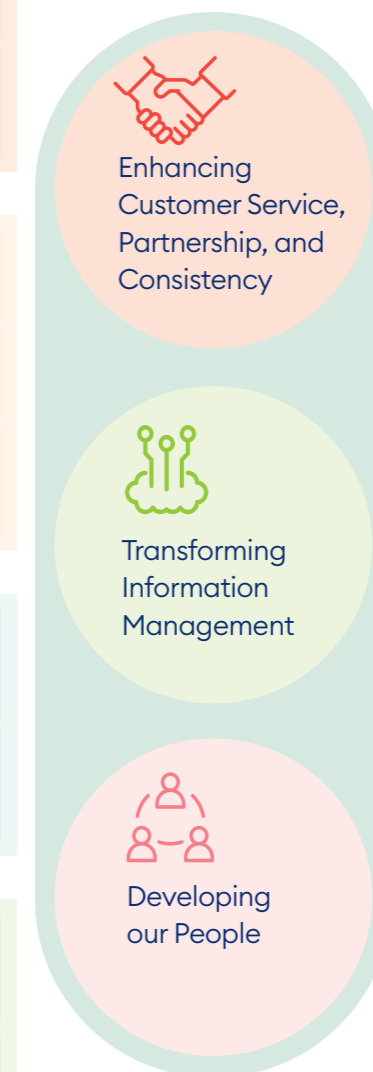 Enhancing
Customer Service,
Partnership, and
Consistency
Transforming
Information
Management
Developing
our People